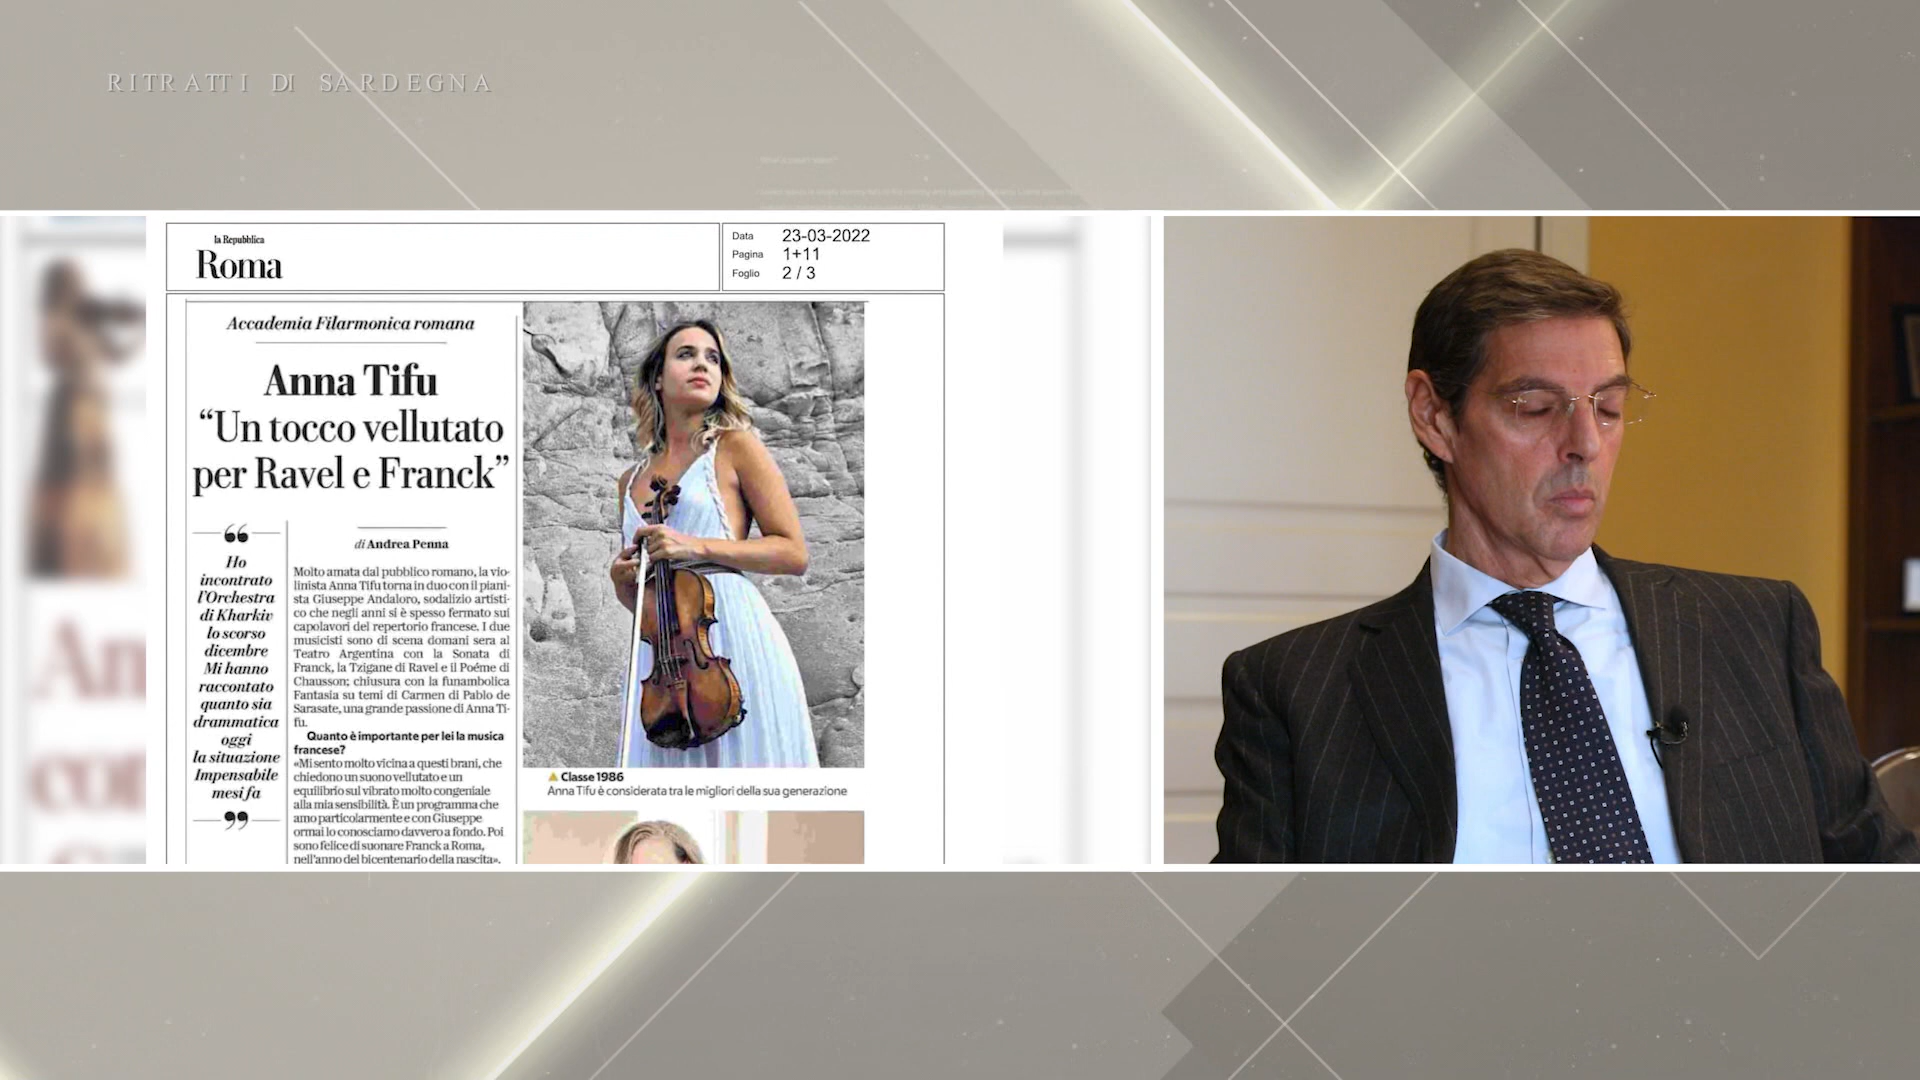 RITRATTI DI SARDEGNA
la Repubblica
Roma
Data 23-03-2022
Pagina 1+11
Foglio 2 / 3
Accademia Filarmonica romana
Anna Tifu
“Un tocco vellutato
per Ravel e Franck”
“
Ho
incontrato
l'Orchestra
di Kharkiv
lo scorso
dicembre
Mi hanno
raccontato
quanto sia
drammatica
oggi
la situazione
Impensabile
mesi fa
”
di Andrea Penna
Molto amata dal pubblico romano, la vio-
linista Anna Tifu torna in duo con il piani-
sta Giuseppe Andaloro, sodalizio artisti-
co che negli anni si è spesso fermato sui
capolavori del repertorio francese. I due
musicisti sono di scena domani sera al
Teatro Argentina con la Sonata di
Franck, la Tzigane di Ravel e il Poéme di
Chausson; chiusura con la funambolica
Fantasia su temi di Carmen di Pablo de
Sarasate, una grande passione di Anna Ti-
fu.
Quanto è importante per lei la musica
francese?
«Mi sento molto vicina a questi brani, che
chiedono un suono vellutato e un
equilibrio sul vibrato molto congeniale
alla mia sensibilità. È un programma che
amo particolarmente e con Giuseppe
ormai lo conosciamo davvero a fondo. Poi
sono felice di suonare Franck a Roma,
nell'anno del bicentenario della nascita».
Classe 1986
Anna Tifu è considerata tra le migliori della sua generazione